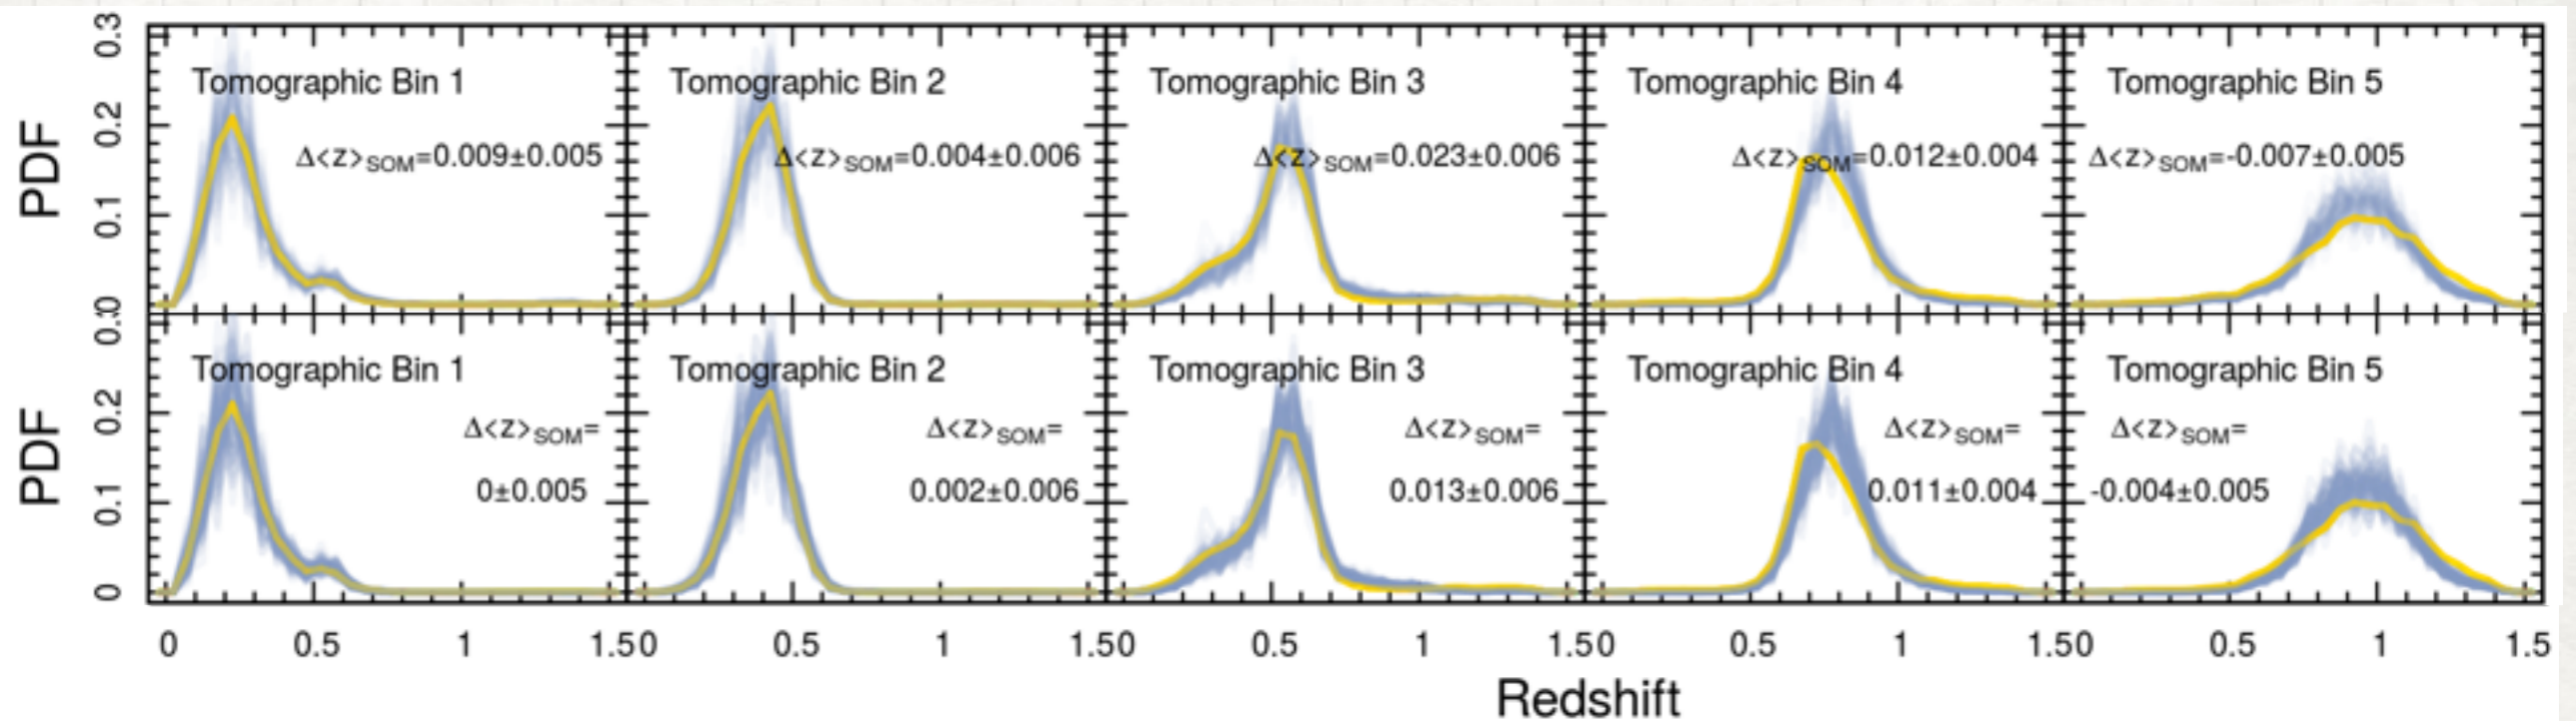 PDF
0.3
0.2
0.1
0.0
Tomographic Bin 1
Δ<z>SOM=0.009±0.005
Tomographic Bin 2
Δ<z>SOM=0.004±0.006
Tomographic Bin 3
Δ<z>SOM=0.023±0.006
Tomographic Bin 4
Δ<z>SOM=0.012±0.004
Tomographic Bin 5
Δ<z>SOM=-0.007±0.005
PDF
0.2
0.1
0
Tomographic Bin 1
Δ<z>SOM=
0±0.005
Tomographic Bin 2
Δ<z>SOM=
0.002±0.006
Tomographic Bin 3
Δ<z>SOM=
0.013±0.006
Tomographic Bin 4
Δ<z>SOM=
0.011±0.004
Tomographic Bin 5
Δ<z>SOM=
-0.004±0.005
0 0.5 1 1.50 0.5 1 1.50 0.5 1 1.50 0.5 1 1.50 0.5 1 1.5
Redshift